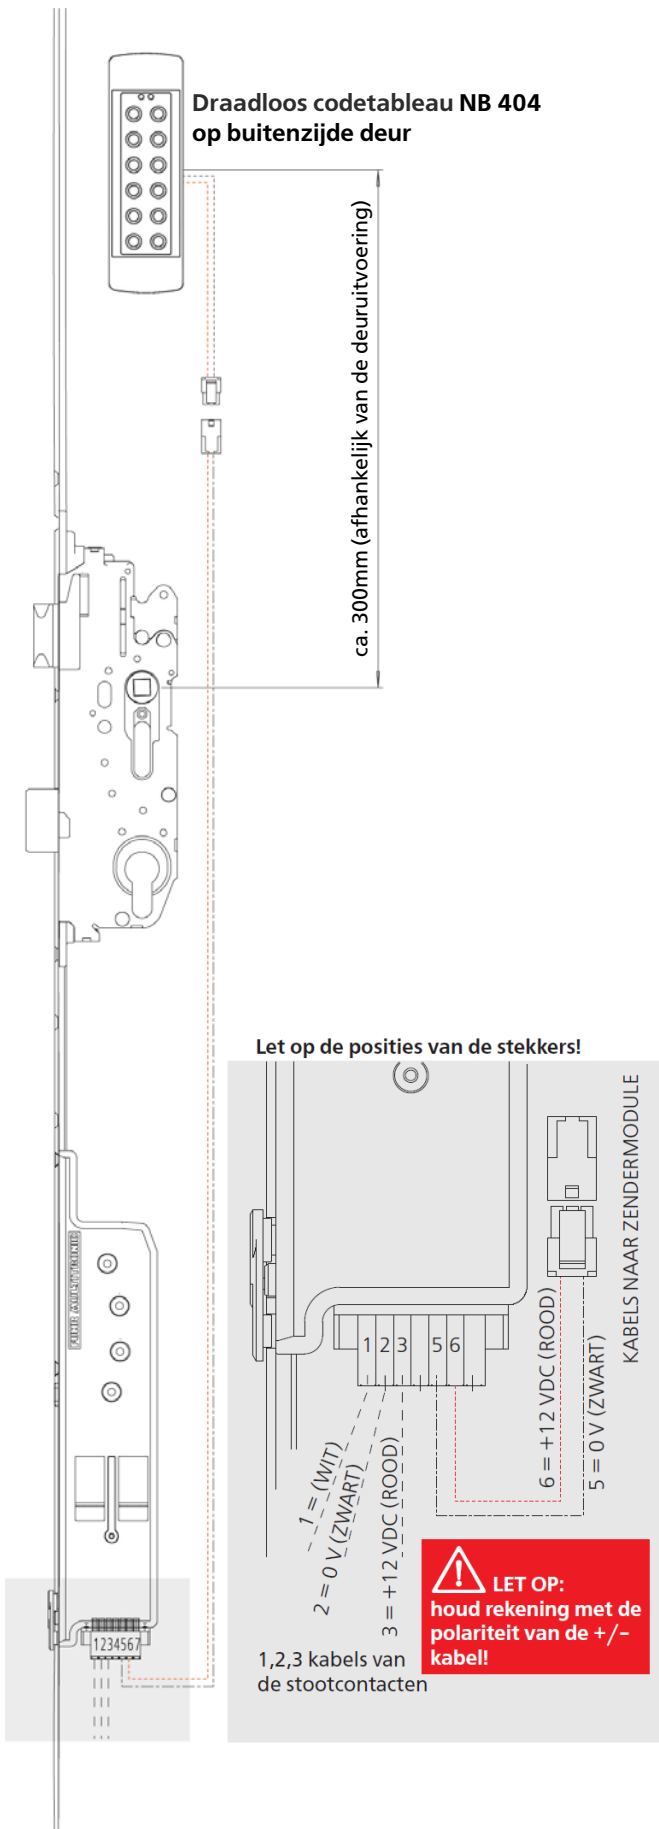 Draadloos codetableau NB 404
op buitenzijde deur
ca. 300mm (afhankelijk van de deuruitvoering)
Let op de posities van de stekkers!
KABELS NAAR ZENDERMODULE
FUHR MULTITRONIC
1 2 3 5 6
6 = +12 VDC (ROOD)
5 = 0 V (ZWART)
1 = (WIT)
2 = 0 V (ZWART)
3 = +12 VDC (ROOD)
LET OP:
houd rekening met de
polariteit van de +/-
kabel!
1,2,3 kabels van
de stootcontacten
1234567